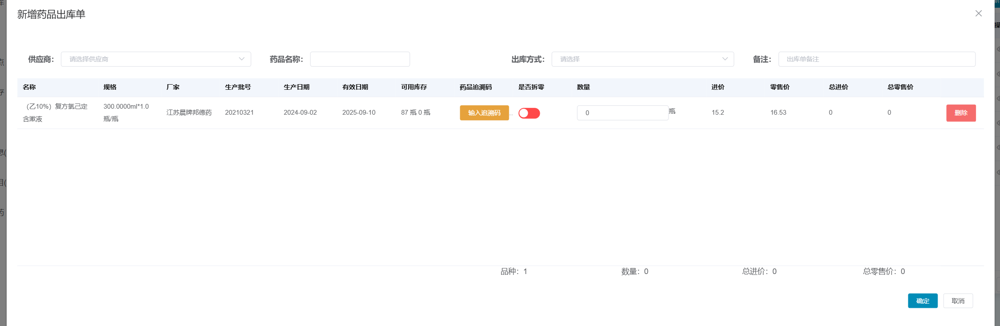 新增药品出库单
供应商： 请选择供应商 药品名称： 出库方式： 请选择 备注： 出库单备注
名称 规格 厂家 生产批号 生产日期 有效日期 可用库存 药品追溯码 是否拆零 数量 进价 零售价 总进价 总零售价
（乙10%）复方氯己定含漱液 300.0000ml*1.0瓶/瓶 江苏晨牌邦德药 20210321 2024-09-02 2025-09-10 87 瓶 0 瓶 输入追溯码 .. 0 瓶 15.2 16.53 0 0 删除
品种：1 数量：0 总进价：0 总零售价：0
确定 取消